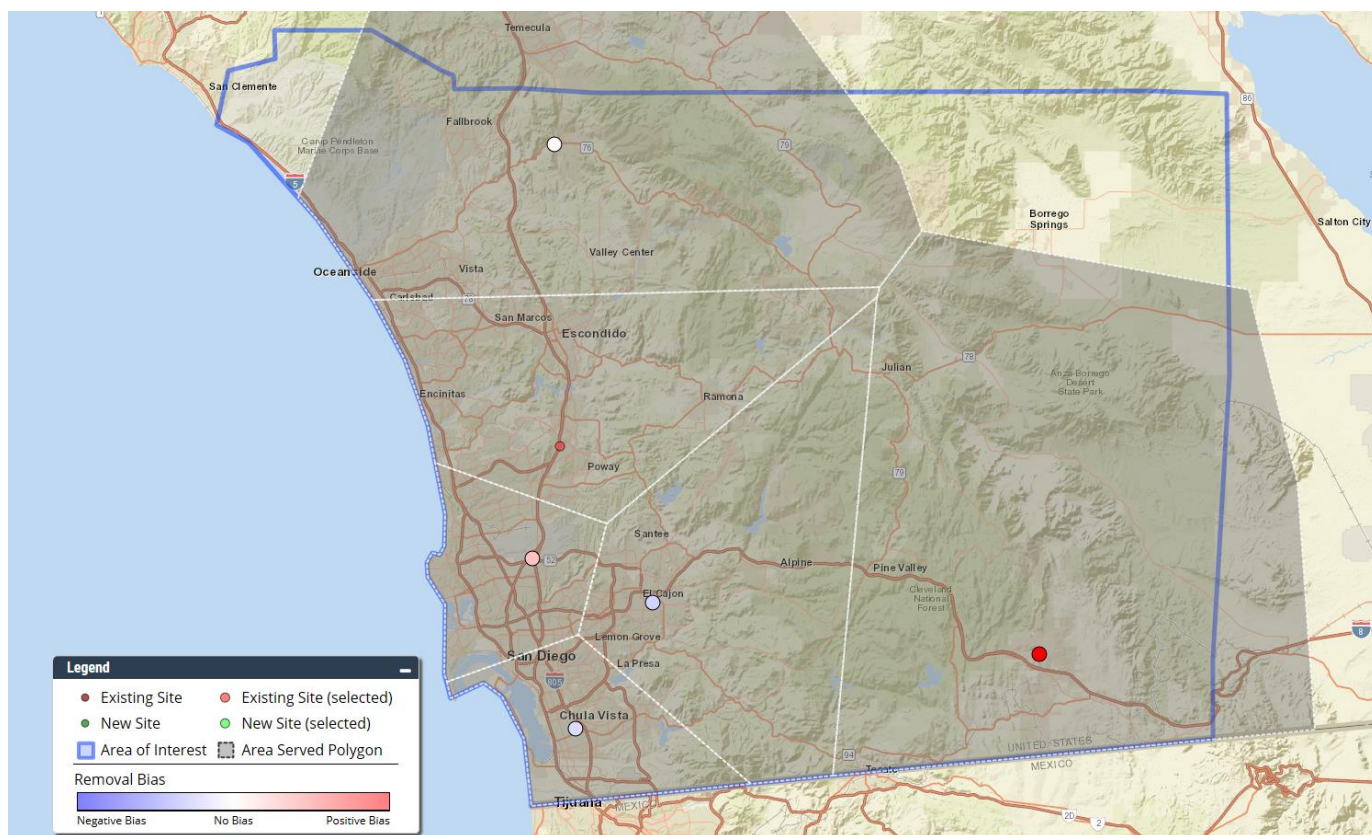 Temecula
San Clemente
Fallbrook
Camp Pendleton
Marine Corps Base
5
76
79
86
Borrego
Springs
Salton City
Valley Center
Oceanside
Vista
Carlsbad
78
San Marcos
Escondido
Julian
78
Anza-Borrego
Desert
State Park
Encinitas
Ramona
Poway
79
Santee
52
Alpine
Pine Valley
Cleveland
National
Forest
El Cajon
Lemon Grove
San Diego
La Presa
8
805
Chula Vista
94
UNITED STATES
MEXICO
Tecate
Tijuana
MEXICO
2D
2
Legend
Existing Site
Existing Site (selected)
New Site
New Site (selected)
Area of Interest
Area Served Polygon
Removal Bias
Negative Bias
No Bias
Positive Bias